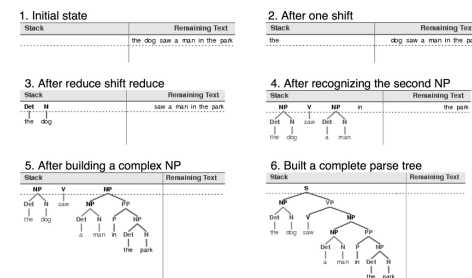 1. Initial state
Stack Remaining Text
the dog saw a man in the park
2. After one shift
Stack Remaining Text
the dog saw a man in the pa
3. After reduce shift reduce
Stack Remaining Text
Det N saw a man in the park
the dog
4. After recognizing the second NP
Stack Remaining Text
NP V NP in the park
Det N saw Det N
the dog a man
5. After building a complex NP
Stack Remaining Text
NP V NP
Det N saw NP PP
the dog Det N P NP
a man in Det N
the park
6. Built a complete parse tree
Stack Remaining Text
S
NP VP
Det N V NP
the dog saw NP PP
Det N P NP
a man in Det N
the park